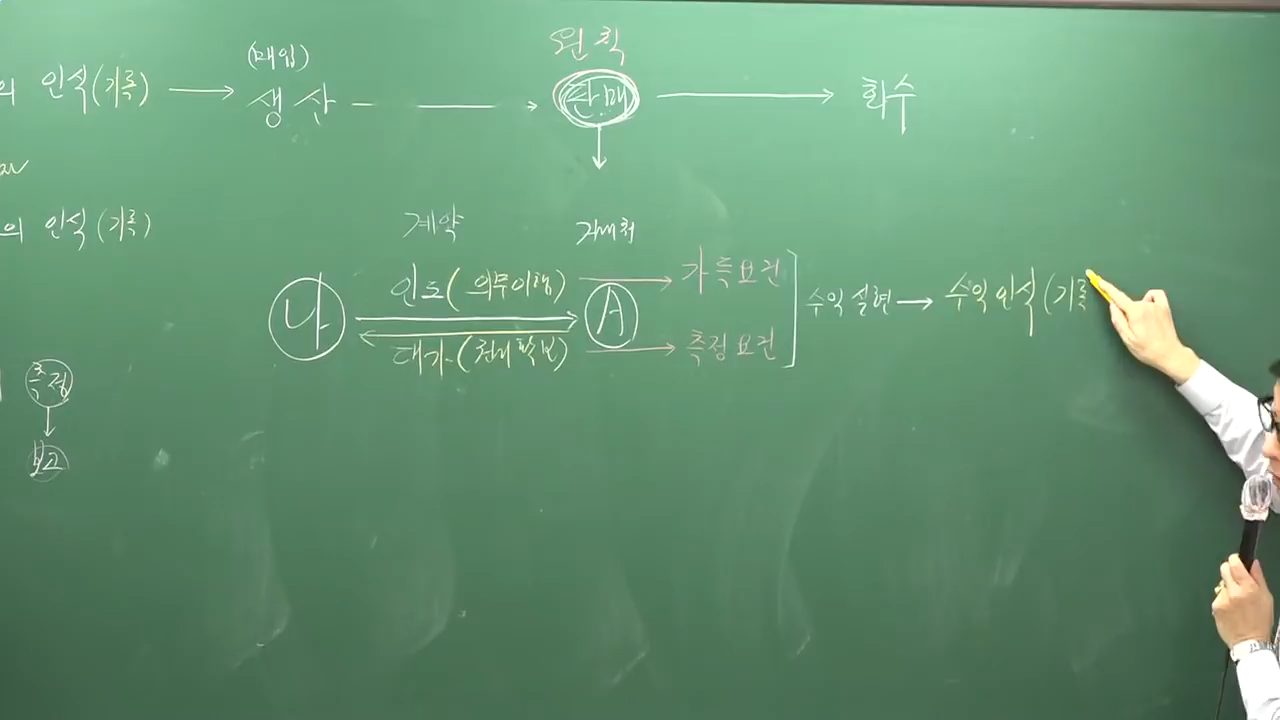 원칙
의 인식(기록) → (매입) 생산 → 판매 → 회수
의 인식(기록)
계약 거래처
나 인도(의무이행) A → 가득요건
대가(권리확보) → 측정요건
수익 실현 → 수익인식(기록
측정
보고